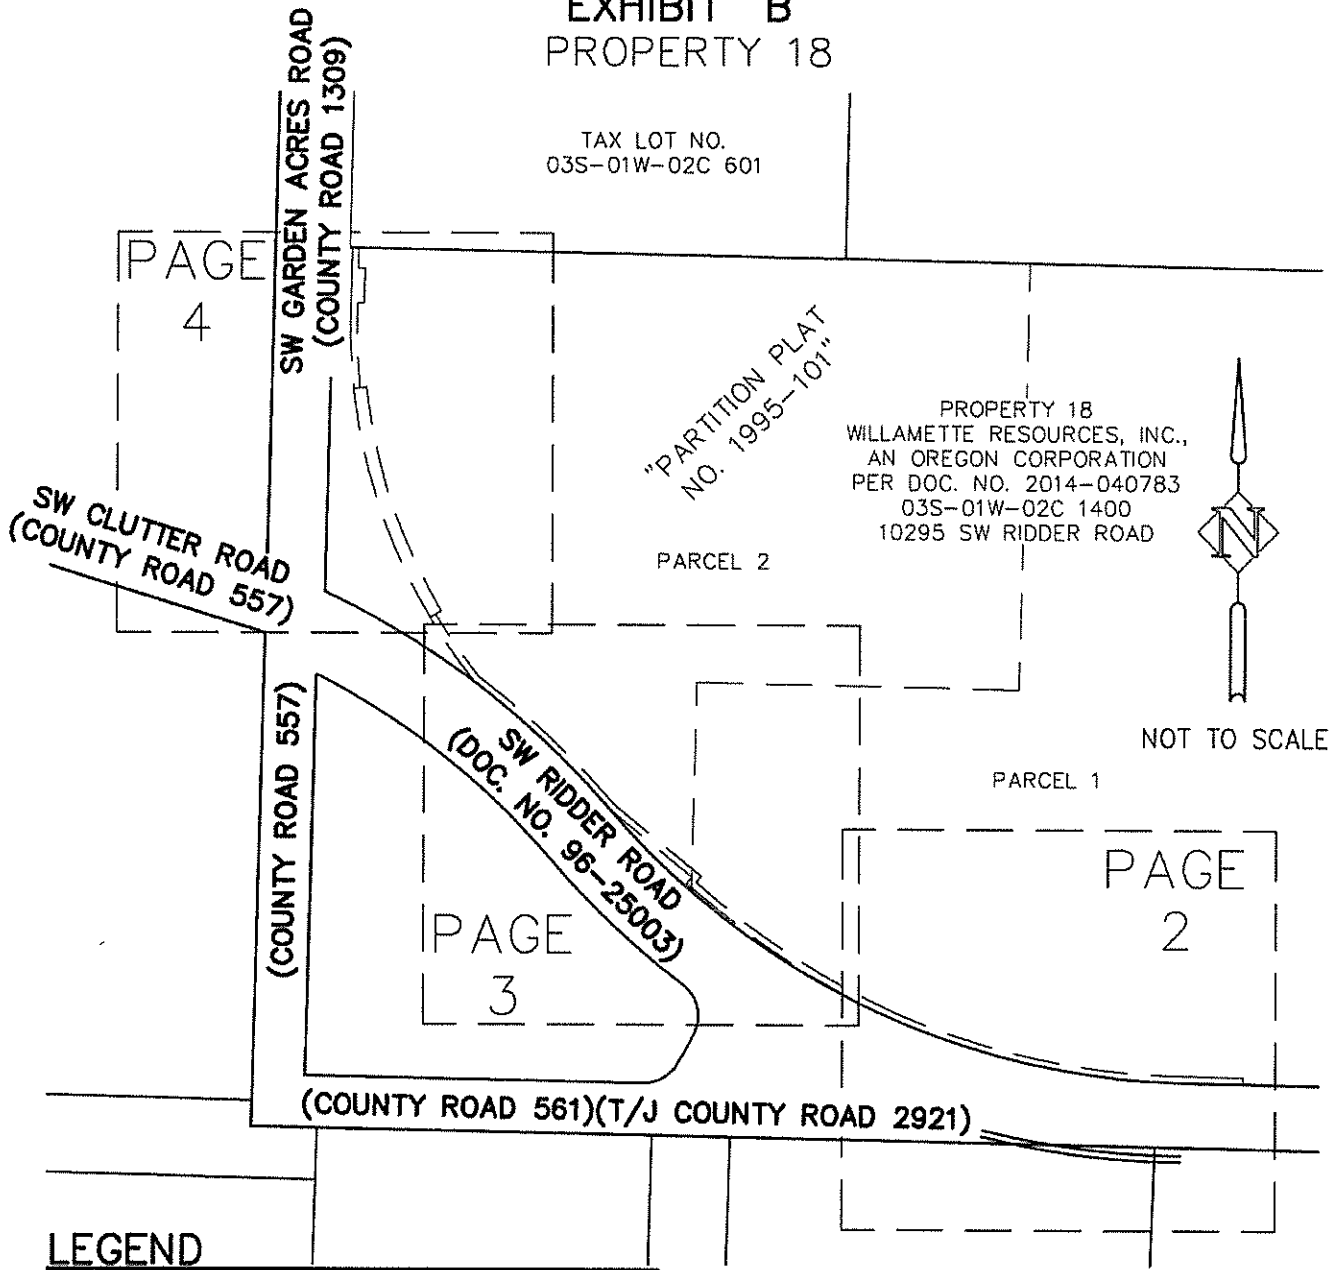 EXHIBIT B
PROPERTY 18
TAX LOT NO.
03S-01W-02C 601
SW GARDEN ACRES ROAD
(COUNTY ROAD 1309)
PAGE
4
"PARTITION PLAT
NO. 1995-101"
PROPERTY 18
WILLAMETTE RESOURCES, INC.,
AN OREGON CORPORATION
PER DOC. NO. 2014-040783
03S-01W-02C 1400
10295 SW RIDDER ROAD
N
SW CLUTTER ROAD
(COUNTY ROAD 557)
PARCEL 2
(COUNTY ROAD 557)
SW RIDDER ROAD
(DOC. NO. 96-25003)
NOT TO SCALE
PARCEL 1
PAGE
2
PAGE
3
(COUNTY ROAD 561)(T/J COUNTY ROAD 2921)
LEGEND